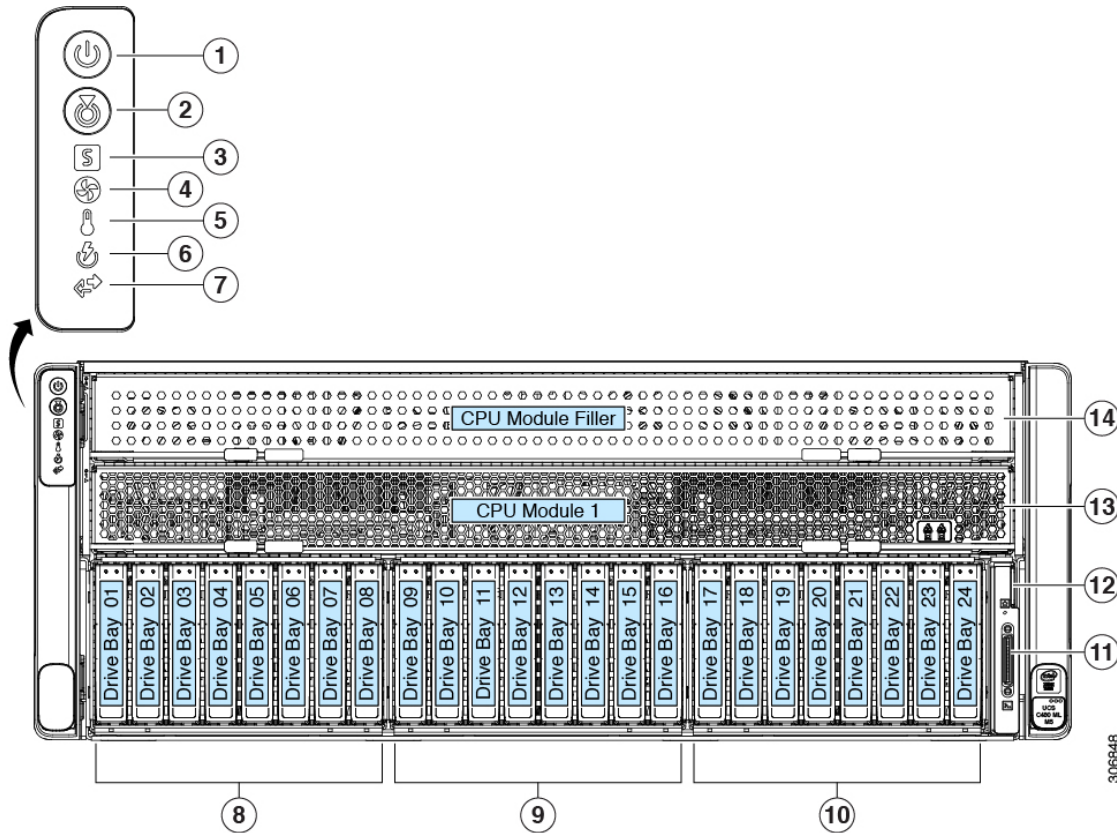 1
2
S
3
4
5
6
7
CPU Module Filler
14
CPU Module 1
13
12
Drive Bay 01
Drive Bay 02
Drive Bay 03
Drive Bay 04
Drive Bay 05
Drive Bay 06
Drive Bay 07
Drive Bay 08
Drive Bay 09
Drive Bay 10
Drive Bay 11
Drive Bay 12
Drive Bay 13
Drive Bay 14
Drive Bay 15
Drive Bay 16
Drive Bay 17
Drive Bay 18
Drive Bay 19
Drive Bay 20
Drive Bay 21
Drive Bay 22
Drive Bay 23
Drive Bay 24
11
UCS
C480 ML
M5
306848
8
9
10